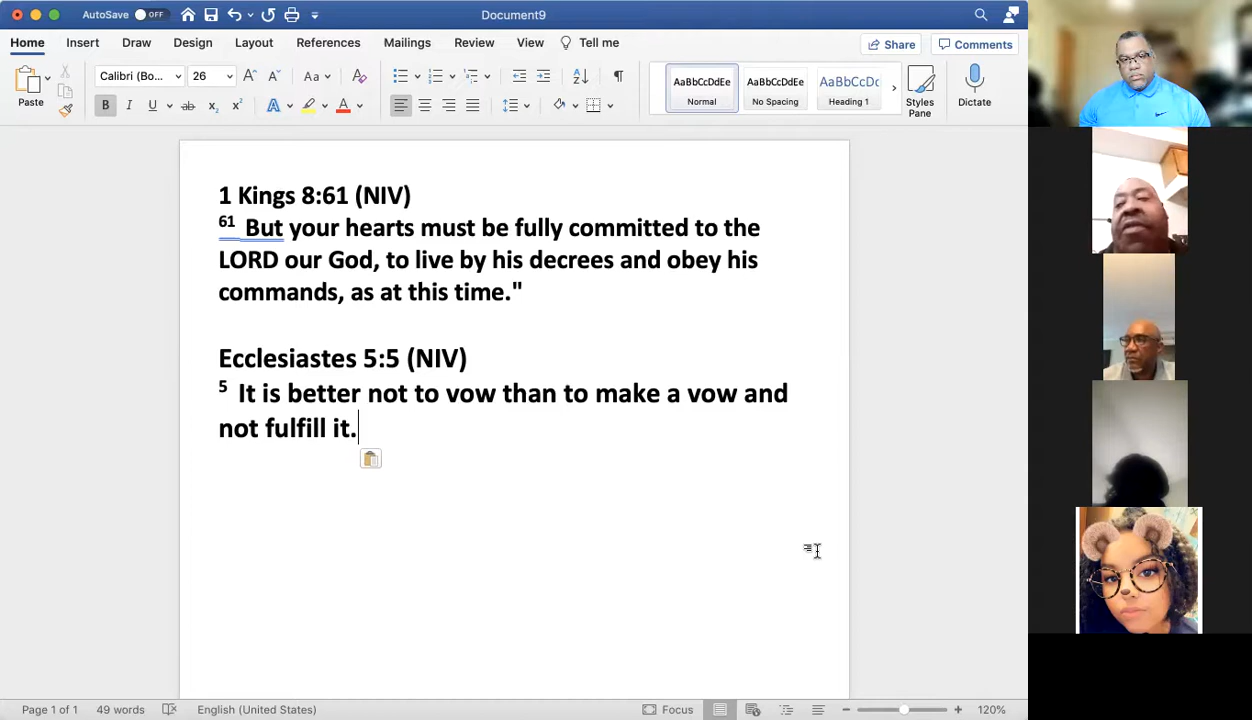 AutoSave OFF
Document9
Home Insert Draw Design Layout References Mailings Review View Tell me
Share Comments
Paste
Calibri (Bo... 26
AaBbCcDdEe AaBbCcDdEe AaBbCcDc
Normal No Spacing Heading 1
Styles Pane
Dictate
1 Kings 8:61 (NIV)
61 But your hearts must be fully committed to the
LORD our God, to live by his decrees and obey his
commands, as at this time."
Ecclesiastes 5:5 (NIV)
5 It is better not to vow than to make a vow and
not fulfill it.
Page 1 of 1 49 words English (United States) Focus 120%